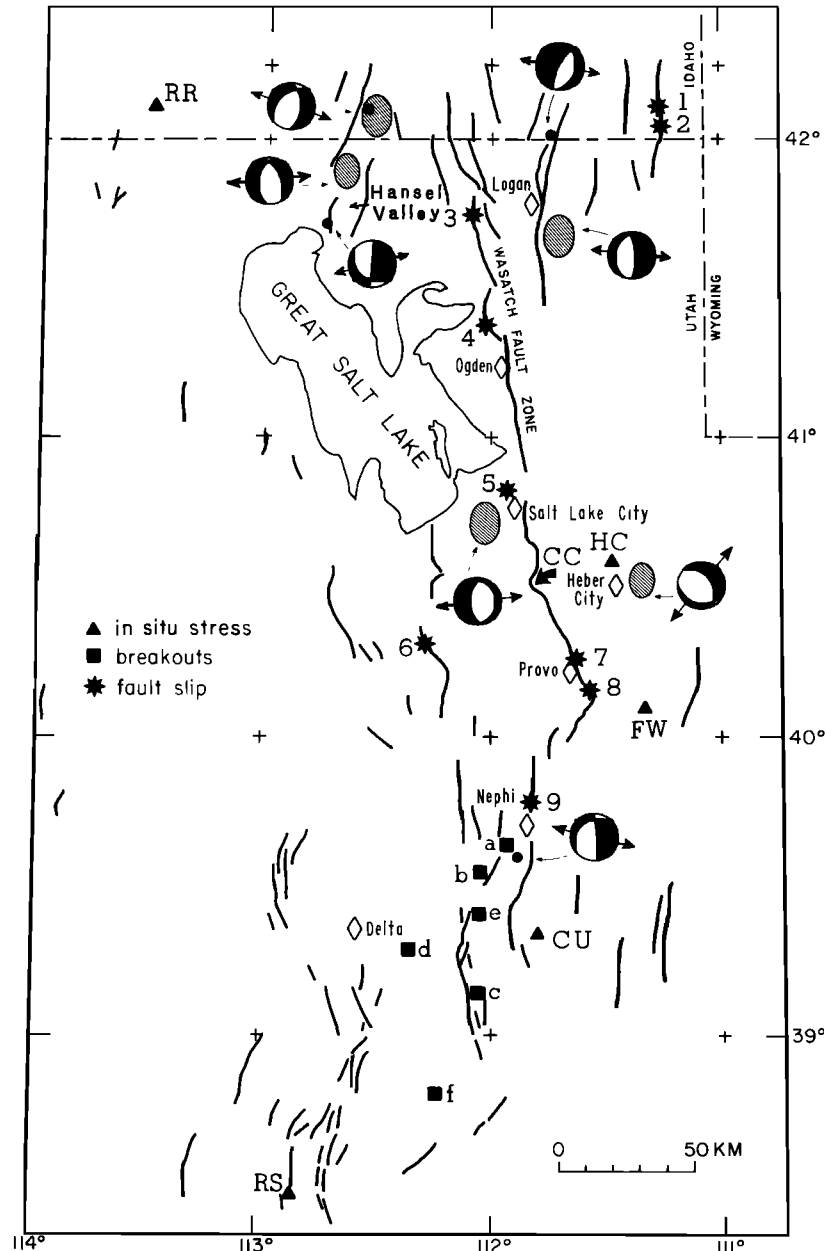 RR
IDAHO
1
2
42°
Hansel
Valley
3
Logan
WASATCH FAULT ZONE
UTAH
WYOMING
GREAT SALT LAKE
4
Ogden
41°
5
Salt Lake City
CC
HC
Heber
City
in situ stress
breakouts
fault slip
6
7
Provo
8
FW
40°
Nephi
9
a
b
e
Delta
d
CU
c
39°
f
0 50 KM
RS
114° 113° 112° 111°